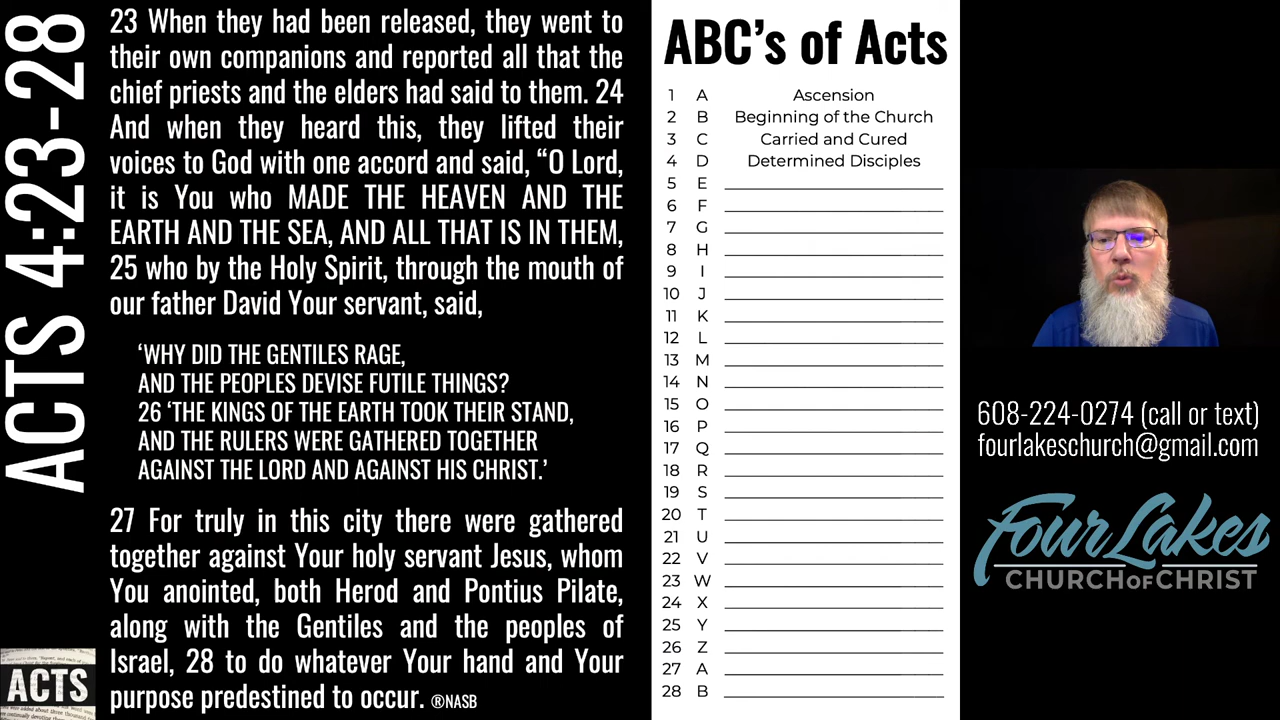 ACTS 4:23-28
23 When they had been released, they went to
their own companions and reported all that the
chief priests and the elders had said to them. 24
And when they heard this, they lifted their
voices to God with one accord and said, “O Lord,
it is You who MADE THE HEAVEN AND THE
EARTH AND THE SEA, AND ALL THAT IS IN THEM,
25 who by the Holy Spirit, through the mouth of
our father David Your servant, said,
‘WHY DID THE GENTILES RAGE,
AND THE PEOPLES DEVISE FUTILE THINGS?
26 ‘THE KINGS OF THE EARTH TOOK THEIR STAND,
AND THE RULERS WERE GATHERED TOGETHER
AGAINST THE LORD AND AGAINST HIS CHRIST.’
27 For truly in this city there were gathered
together against Your holy servant Jesus, whom
You anointed, both Herod and Pontius Pilate,
along with the Gentiles and the peoples of
Israel, 28 to do whatever Your hand and Your
purpose predestined to occur. ®NASB
ACTS
ABC’s of Acts
1 A Ascension
2 B Beginning of the Church
3 C Carried and Cured
4 D Determined Disciples
5 E
6 F
7 G
8 H
9 I
10 J
11 K
12 L
13 M
14 N
15 O
16 P
17 Q
18 R
19 S
20 T
21 U
22 V
23 W
24 X
25 Y
26 Z
27 A
28 B
608-224-0274 (call or text)
fourlakeschurch@gmail.com
Four Lakes
CHURCH OF CHRIST